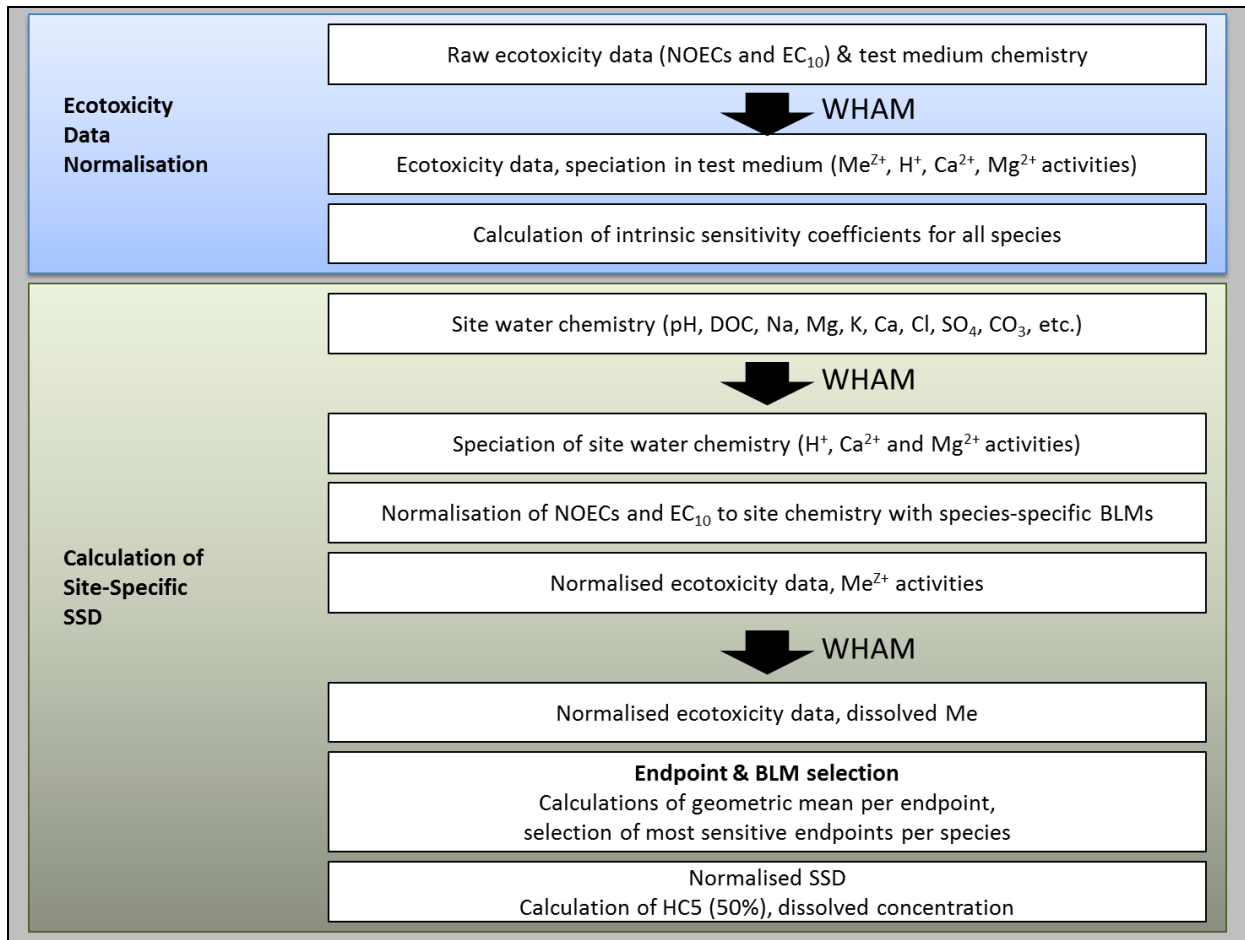 Ecotoxicity
Data
Normalisation
Raw ecotoxicity data (NOECs and EC₁₀) & test medium chemistry
WHAM
Ecotoxicity data, speciation in test medium (Meᶻ⁺, H⁺, Ca²⁺, Mg²⁺ activities)
Calculation of intrinsic sensitivity coefficients for all species
Calculation of
Site-Specific
SSD
Site water chemistry (pH, DOC, Na, Mg, K, Ca, Cl, SO₄, CO₃, etc.)
WHAM
Speciation of site water chemistry (H⁺, Ca²⁺ and Mg²⁺ activities)
Normalisation of NOECs and EC₁₀ to site chemistry with species-specific BLMs
Normalised ecotoxicity data, Meᶻ⁺ activities
WHAM
Normalised ecotoxicity data, dissolved Me
Endpoint & BLM selection
Calculations of geometric mean per endpoint,
selection of most sensitive endpoints per species
Normalised SSD
Calculation of HC5 (50%), dissolved concentration